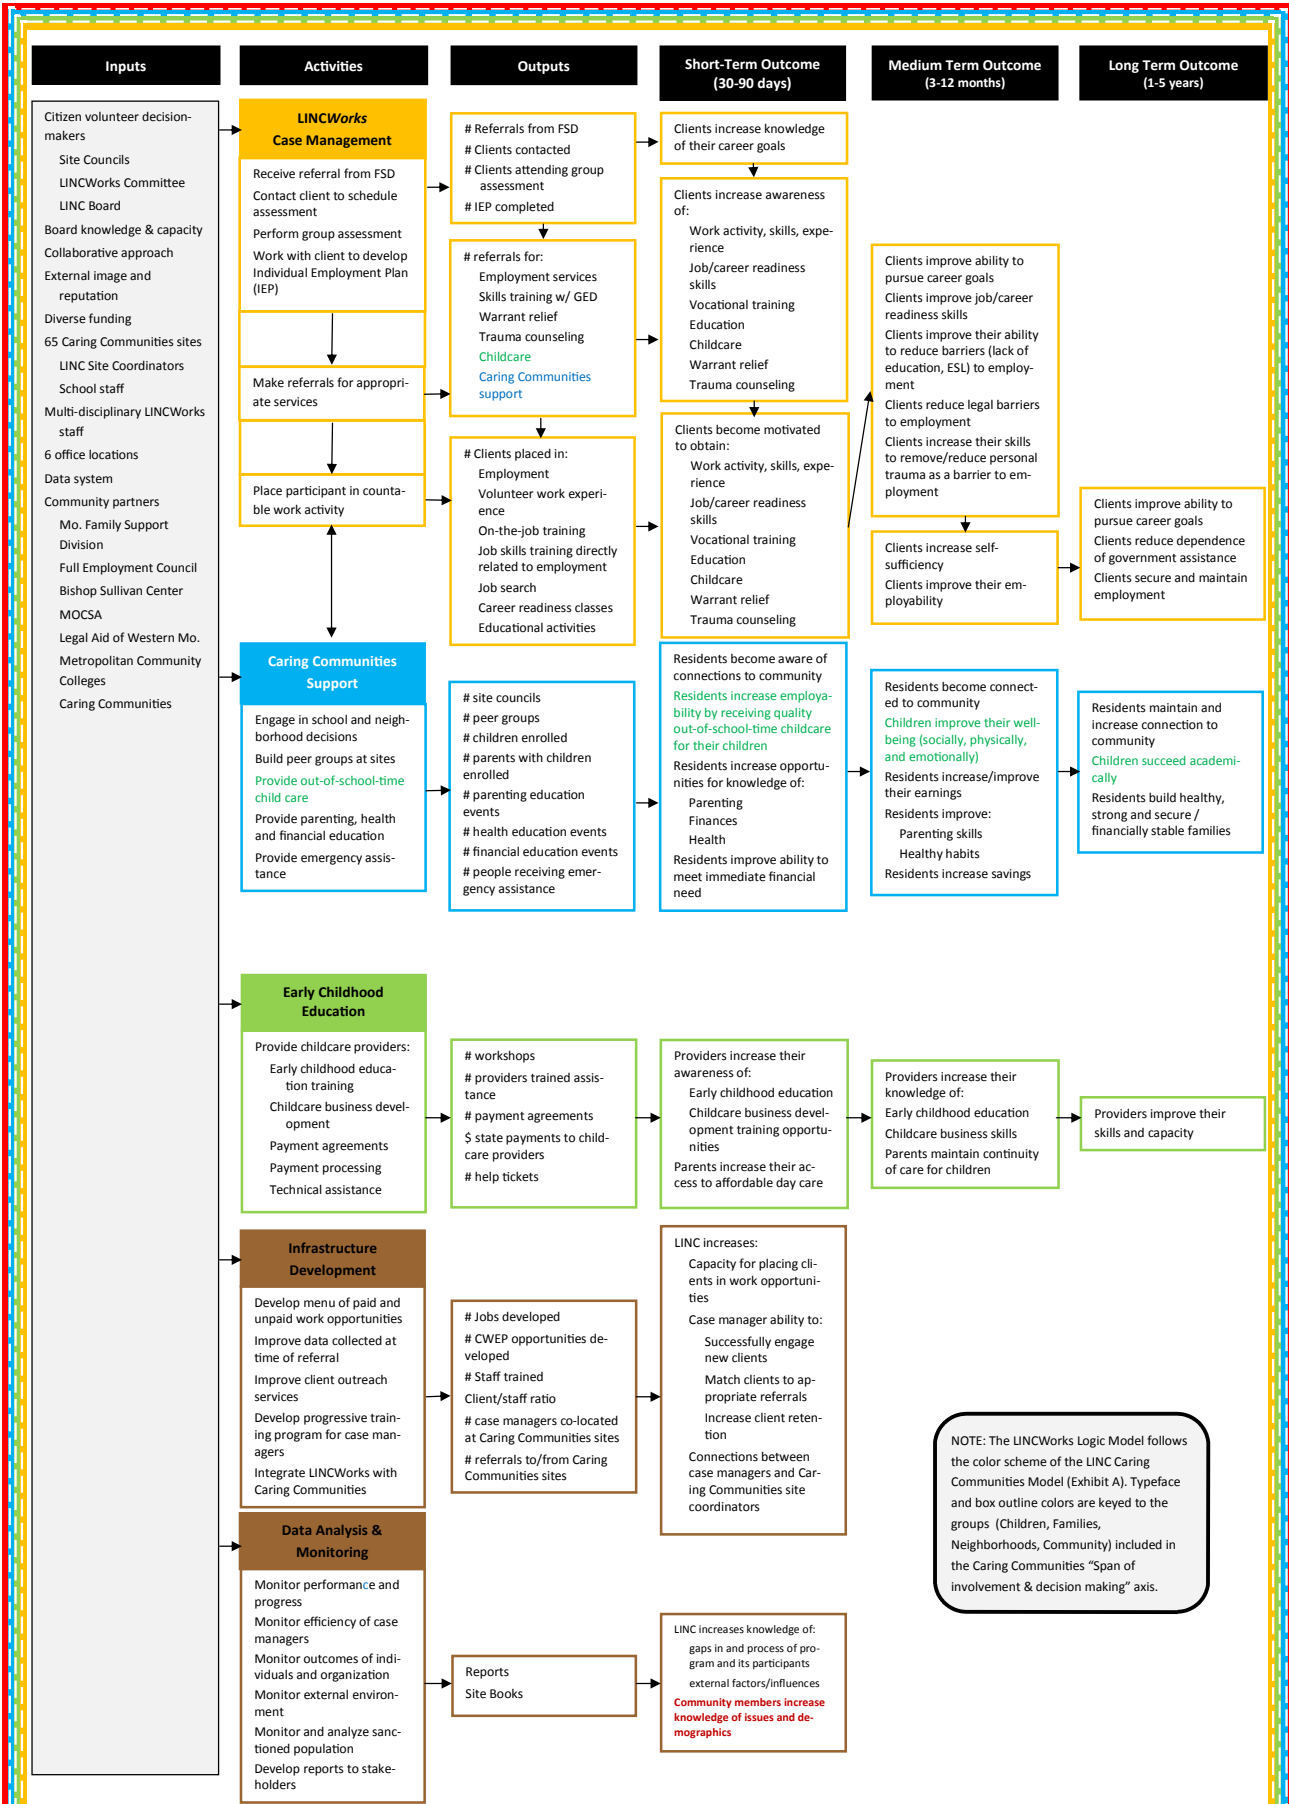 Inputs
Activities
Outputs
Short-Term Outcome
(30-90 days)
Medium Term Outcome
(3-12 months)
Long Term Outcome
(1-5 years)
Citizen volunteer decision-
makers
Site Councils
LINCWorks Committee
LINC Board
Board knowledge & capacity
Collaborative approach
External image and
reputation
Diverse funding
65 Caring Communities sites
LINC Site Coordinators
School staff
Multi-disciplinary LINCWorks
staff
6 office locations
Data system
Community partners
Mo. Family Support
Division
Full Employment Council
Bishop Sullivan Center
MOCSA
Legal Aid of Western Mo.
Metropolitan Community
Colleges
Caring Communities
LINCWorks
Case Management
Receive referral from FSD
Contact client to schedule
assessment
Perform group assessment
Work with client to develop
Individual Employment Plan
(IEP)
Make referrals for appropri-
ate services
Place participant in counta-
ble work activity
# Referrals from FSD
# Clients contacted
# Clients attending group
assessment
# IEP completed
# referrals for:
Employment services
Skills training w/ GED
Warrant relief
Trauma counseling
Childcare
Caring Communities
support
# Clients placed in:
Employment
Volunteer work experi-
ence
On-the-job training
Job skills training directly
related to employment
Job search
Career readiness classes
Educational activities
Clients increase knowledge
of their career goals
Clients increase awareness
of:
Work activity, skills, expe-
rience
Job/career readiness
skills
Vocational training
Education
Childcare
Warrant relief
Trauma counseling
Clients become motivated
to obtain:
Work activity, skills, expe-
rience
Job/career readiness
skills
Vocational training
Education
Childcare
Warrant relief
Trauma counseling
Clients improve ability to
pursue career goals
Clients improve job/career
readiness skills
Clients improve their ability
to reduce barriers (lack of
education, ESL) to employ-
ment
Clients reduce legal barriers
to employment
Clients increase their skills
to remove/reduce personal
trauma as a barrier to em-
ployment
Clients increase self-
sufficiency
Clients improve their em-
ployability
Clients improve ability to
pursue career goals
Clients reduce dependence
of government assistance
Clients secure and maintain
employment
Caring Communities
Support
Engage in school and neigh-
borhood decisions
Build peer groups at sites
Provide out-of-school-time
child care
Provide parenting, health
and financial education
Provide emergency assis-
tance
# site councils
# peer groups
# children enrolled
# parents with children
enrolled
# parenting education
events
# health education events
# financial education events
# people receiving emer-
gency assistance
Residents become aware of
connections to community
Residents increase employa-
bility by receiving quality
out-of-school-time childcare
for their children
Residents increase opportu-
nities for knowledge of:
Parenting
Finances
Health
Residents improve ability to
meet immediate financial
need
Residents become connect-
ed to community
Children improve their well-
being (socially, physically,
and emotionally)
Residents increase/improve
their earnings
Residents improve:
Parenting skills
Healthy habits
Residents increase savings
Residents maintain and
increase connection to
community
Children succeed academi-
cally
Residents build healthy,
strong and secure /
financially stable families
Early Childhood
Education
Provide childcare providers:
Early childhood educa-
tion training
Childcare business devel-
opment
Payment agreements
Payment processing
Technical assistance
# workshops
# providers trained assis-
tance
# payment agreements
$ state payments to child-
care providers
# help tickets
Providers increase their
awareness of:
Early childhood education
Childcare business devel-
opment training opportu-
nities
Parents increase their ac-
cess to affordable day care
Providers increase their
knowledge of:
Early childhood education
Childcare business skills
Parents maintain continuity
of care for children
Providers improve their
skills and capacity
Infrastructure
Development
Develop menu of paid and
unpaid work opportunities
Improve data collected at
time of referral
Improve client outreach
services
Develop progressive train-
ing program for case man-
agers
Integrate LINCWorks with
Caring Communities
# Jobs developed
# CWEP opportunities de-
veloped
# Staff trained
Client/staff ratio
# case managers co-located
at Caring Communities sites
# referrals to/from Caring
Communities sites
LINC increases:
Capacity for placing cli-
ents in work opportuni-
ties
Case manager ability to:
Successfully engage
new clients
Match clients to ap-
propriate referrals
Increase client reten-
tion
Connections between
case managers and Car-
ing Communities site
coordinators
Data Analysis &
Monitoring
Monitor performance and
progress
Monitor efficiency of case
managers
Monitor outcomes of indi-
viduals and organization
Monitor external environ-
ment
Monitor and analyze sanc-
tioned population
Develop reports to stake-
holders
Reports
Site Books
LINC increases knowledge of:
gaps in and process of pro-
gram and its participants
external factors/influences
Community members increase
knowledge of issues and de-
mographics
NOTE: The LINCWorks Logic Model follows
the color scheme of the LINC Caring
Communities Model (Exhibit A). Typeface
and box outline colors are keyed to the
groups (Children, Families,
Neighborhoods, Community) included in
the Caring Communities “Span of
involvement & decision making” axis.